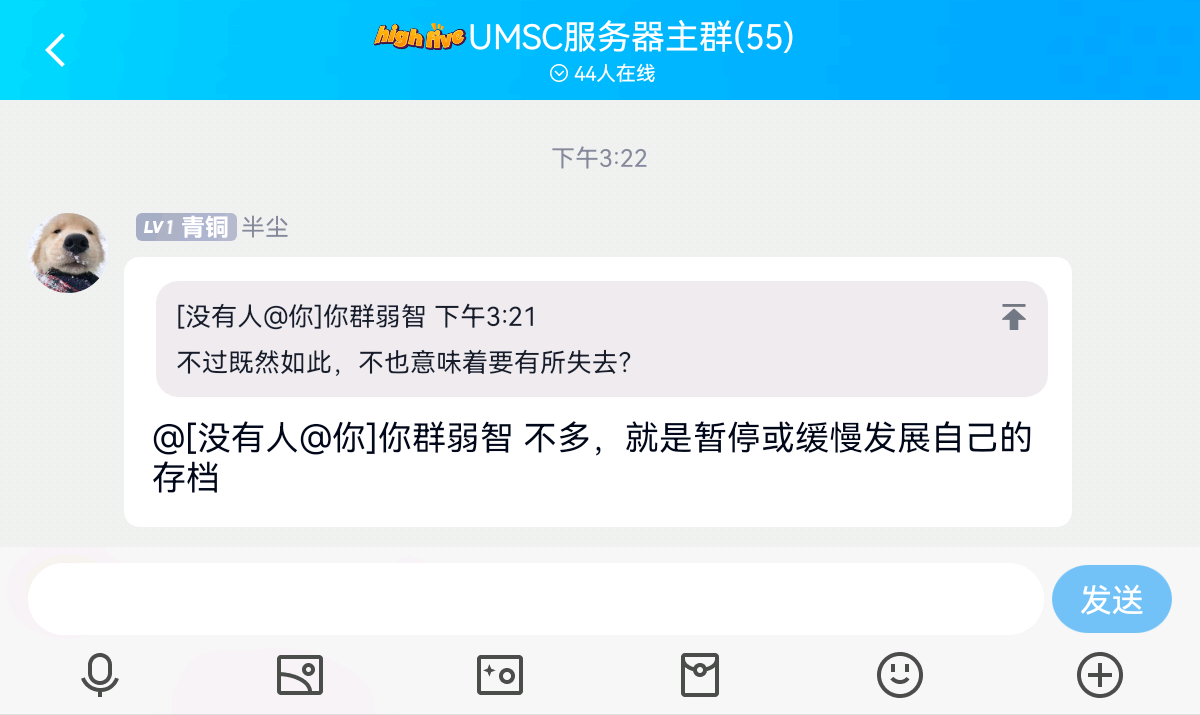 high five UMSC服务器主群(55)
44人在线
下午3:22
LV1 青铜 半尘
[没有人@你]你群弱智 下午3:21
不过既然如此，不也意味着要有所失去？
@[没有人@你]你群弱智 不多，就是暂停或缓慢发展自己的
存档
发送